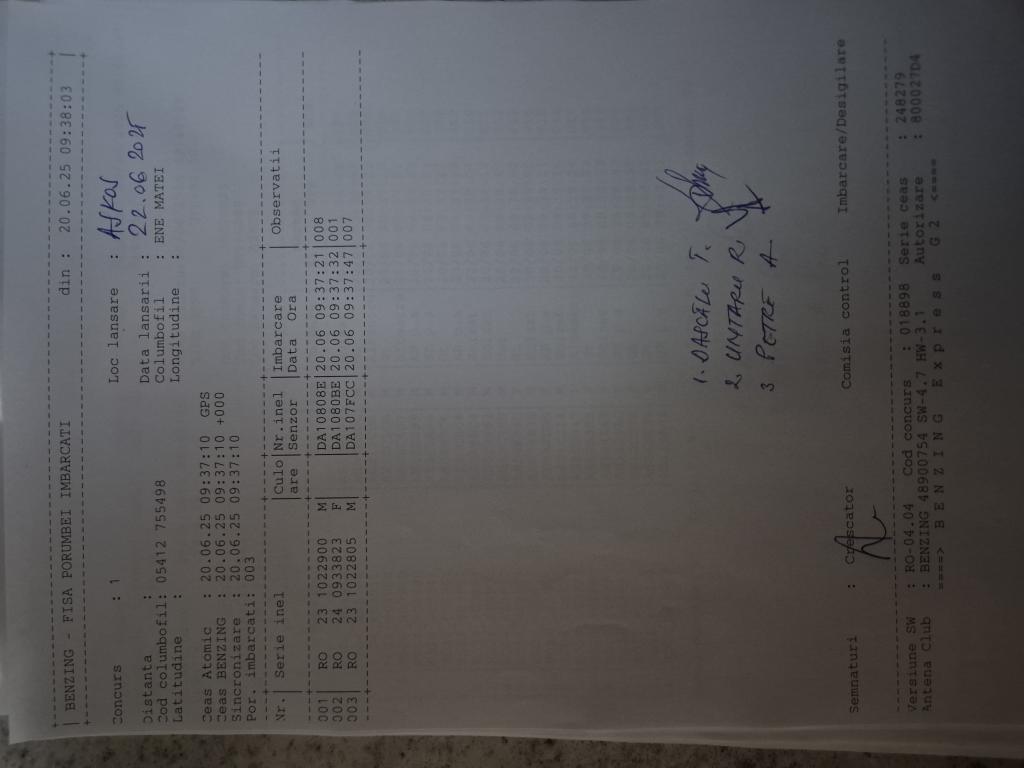 | BENZING - FISA PORUMBEI IMBARCATI din : 20.06.25 09:38:03 |
Concurs : 1 Loc lansare :
Distanta : Data lansarii : 22.06 2025
Cod columbofil: 05412 755498 Columbofil : ENE MATEI
Latitudine : Longitudine :
Ceas Atomic : 20.06.25 09:37:10 GPS
Ceas BENZING : 20.06.25 09:37:10 +000
Sincronizare : 20.06.25 09:37:10
Por. imbarcati: 003
Nr.| Serie inel |Culo|Nr.inel |Imbarcare | Observatii
|are |Senzor |Data Ora |
001| RO 23 1022900 M| |DA10808BE|20.06 09:37:21|008
002| RO 24 0933823 F| |DA1080BE|20.06 09:37:32|001
003| RO 23 1022805 M| |DA107FCC|20.06 09:37:47|007
1. T.
2 UNTARU R
3 PETRE A
Semnaturi : Crescator Comisia control Imbarcare/Desigilare
Versiune SW : RO-04.04 Cod concurs : 018898 Serie ceas : 248279
Antena Club : BENZING 48900754 SW-4.7 HW-3.1 Autorizare : 800027D4
====> B E N Z I N G E x p r e s s G 2 <====